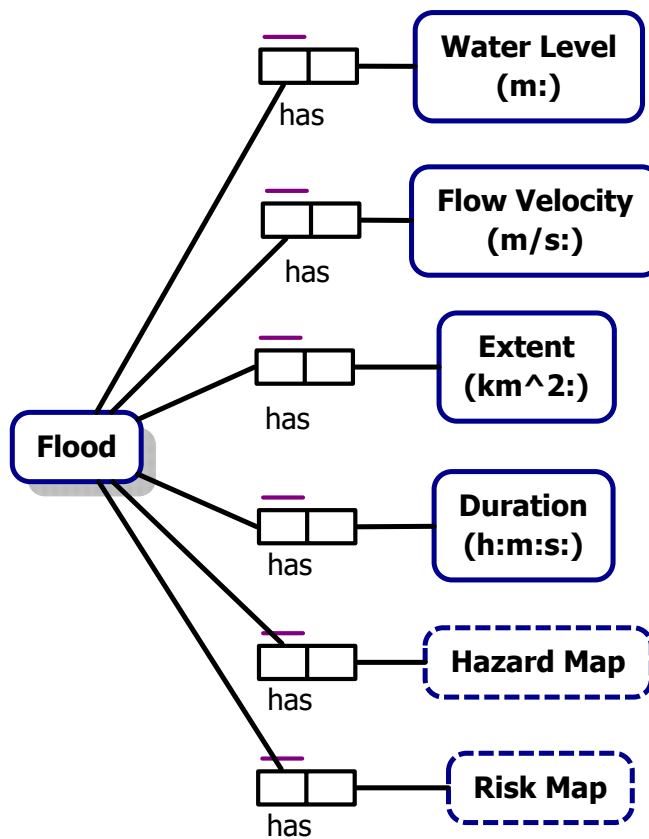 Water Level
(m:)
has
Flow Velocity
(m/s:)
has
Extent
(km^2:)
has
Flood
Duration
(h:m:s:)
has
Hazard Map
has
Risk Map
has